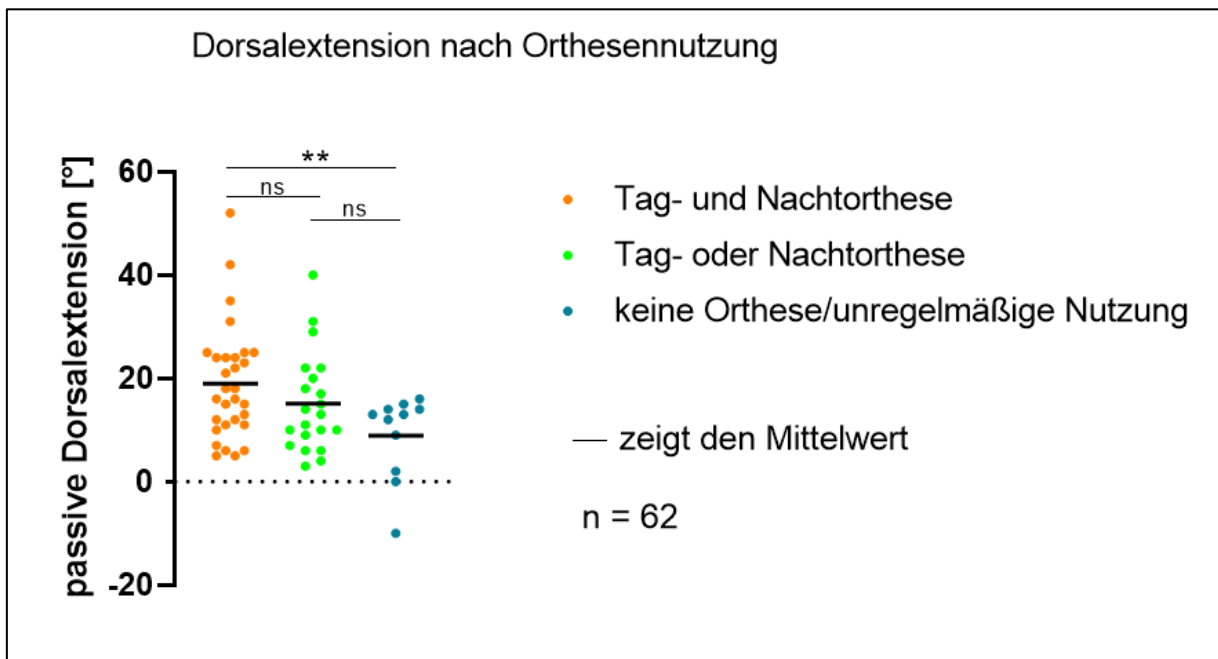 Dorsalextension nach Orthesennutzung
passive Dorsalextension [°]
60
40
20
0
-20
**
ns
ns
Tag- und Nachtorthese
Tag- oder Nachtorthese
keine Orthese/unregelmäßige Nutzung
— zeigt den Mittelwert
n = 62